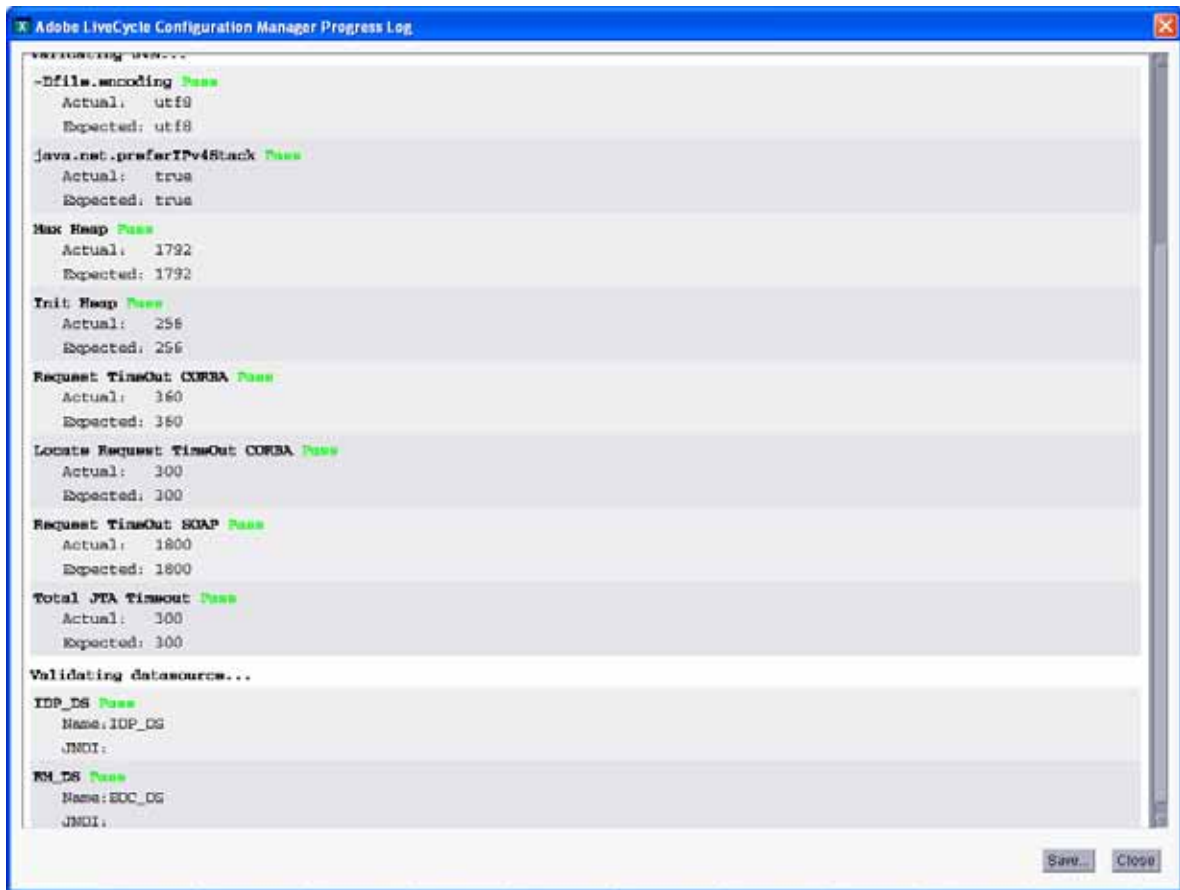 Adobe LiveCycle Configuration Manager Progress Log
Validating JVM...
-Dfile.encoding Pass
Actual: utf8
Expected: utf8
java.net.preferIPv4Stack Pass
Actual: true
Expected: true
Max Heap Pass
Actual: 1792
Expected: 1792
Init Heap Pass
Actual: 256
Expected: 256
Request TimeOut CORBA Pass
Actual: 360
Expected: 360
Locate Request TimeOut CORBA Pass
Actual: 300
Expected: 300
Request TimeOut SOAP Pass
Actual: 1800
Expected: 1800
Total JTA Timeout Pass
Actual: 300
Expected: 300
Validating datasource...
IDP_DS Pass
Name:IDP_DS
JNDI:
RM_DS Pass
Name:EDC_DS
JNDI:
Save... Close